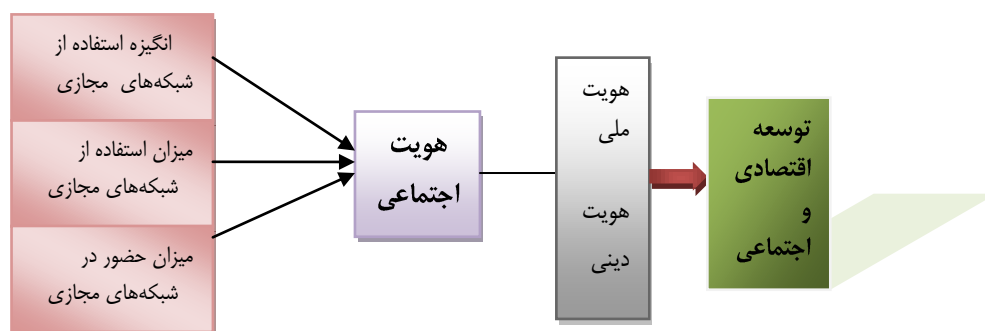 انگیزه استفاده از
شبکه‌های مجازی
میزان استفاده از
شبکه‌های مجازی
میزان حضور در
شبکه‌های مجازی
هویت
اجتماعی
هویت
ملی
هویت
دینی
توسعه
اقتصادی
و
اجتماعی